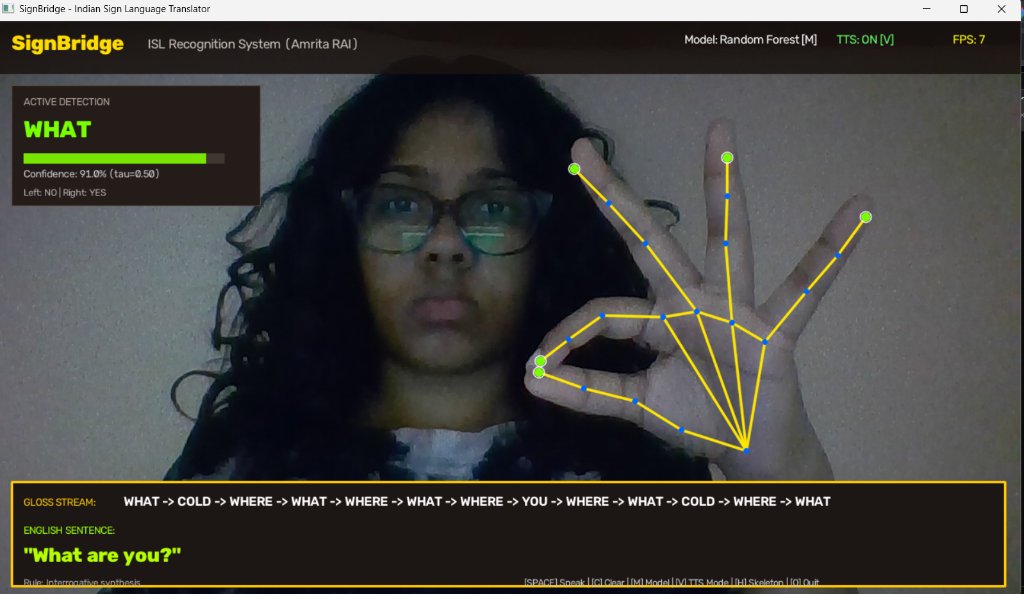 SignBridge - Indian Sign Language Translator
SignBridge ISL Recognition System (Amrita RAI) Model: Random Forest [M] TTS: ON [V] FPS: 7
ACTIVE DETECTION
WHAT
Confidence: 91.0% (tau=0.50)
Left: NO | Right: YES
GLOSS STREAM: WHAT -> COLD -> WHERE -> WHAT -> WHERE -> WHAT -> WHERE -> YOU -> WHERE -> WHAT -> COLD -> WHERE -> WHAT
ENGLISH SENTENCE:
"What are you?"
Rule: Interrogative synthesis [SPACE] Speak | [C] Clear | [M] Model | [V] TTS Mode | [H] Skeleton | [Q] Quit